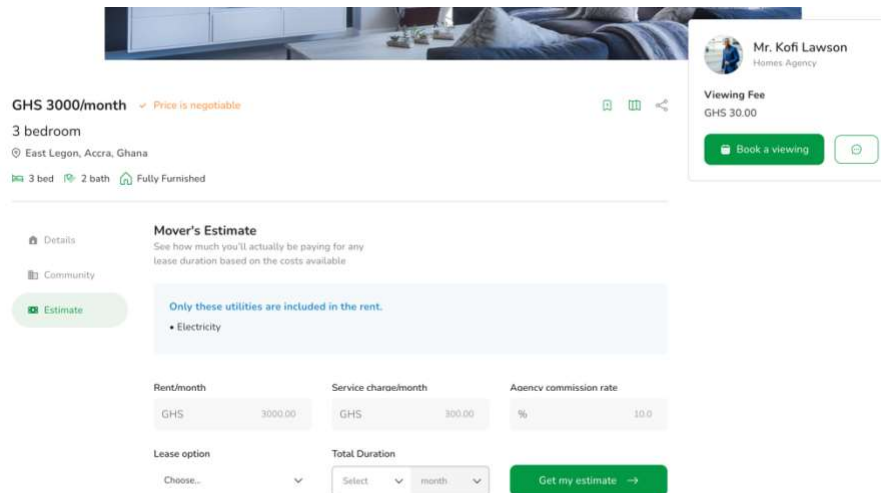 Mr. Kofi Lawson
Homes Agency
Viewing Fee
GHS 30.00
Book a viewing
GHS 3000/month Price is negotiable
3 bedroom
East Legon, Accra, Ghana
3 bed 2 bath Fully Furnished
Details
Community
Estimate
Mover's Estimate
See how much you'll actually be paying for any
lease duration based on the costs available
Only these utilities are included in the rent.
• Electricity
Rent/month Service charge/month Agency commission rate
GHS 3000.00 GHS 300.00 % 10.0
Lease option Total Duration
Choose... Select month Get my estimate →